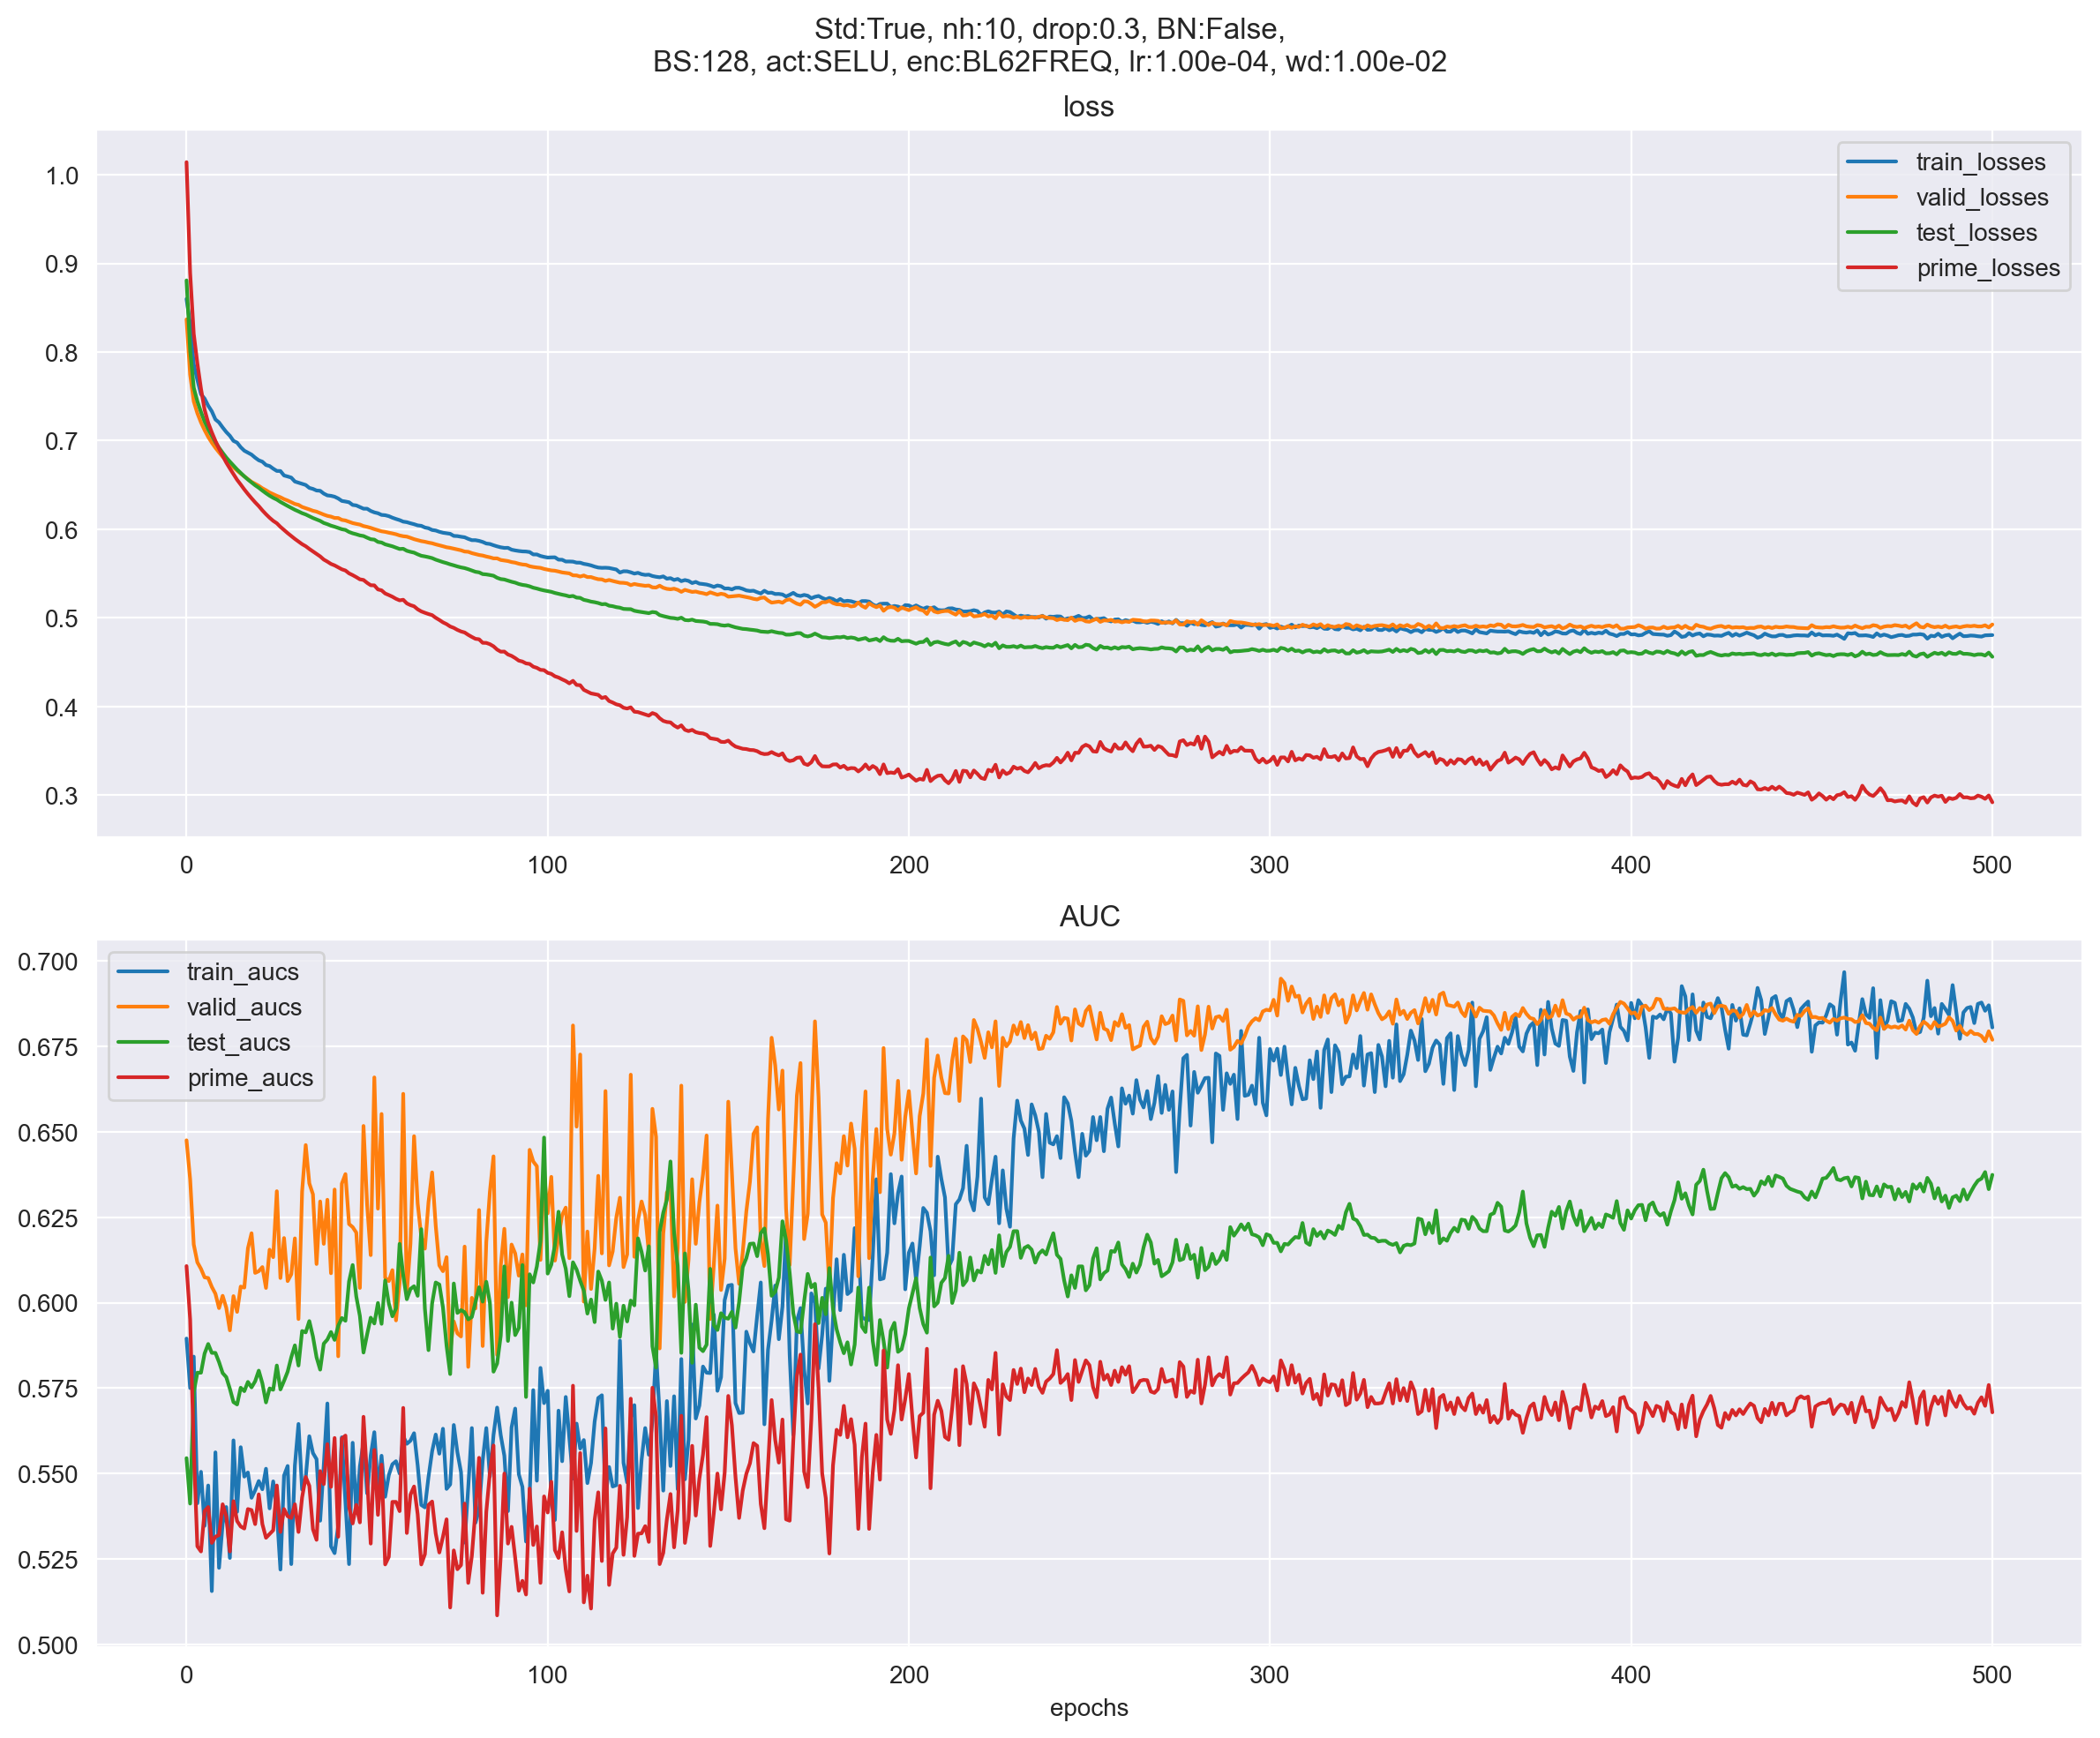 Std:True, nh:10, drop:0.3, BN:False,
BS:128, act:SELU, enc:BL62FREQ, lr:1.00e-04, wd:1.00e-02
loss
1.0
0.9
0.8
0.7
0.6
0.5
0.4
0.3
train_losses
valid_losses
test_losses
prime_losses
0 100 200 300 400 500
AUC
0.700
0.675
0.650
0.625
0.600
0.575
0.550
0.525
0.500
train_aucs
valid_aucs
test_aucs
prime_aucs
0 100 200 300 400 500
epochs